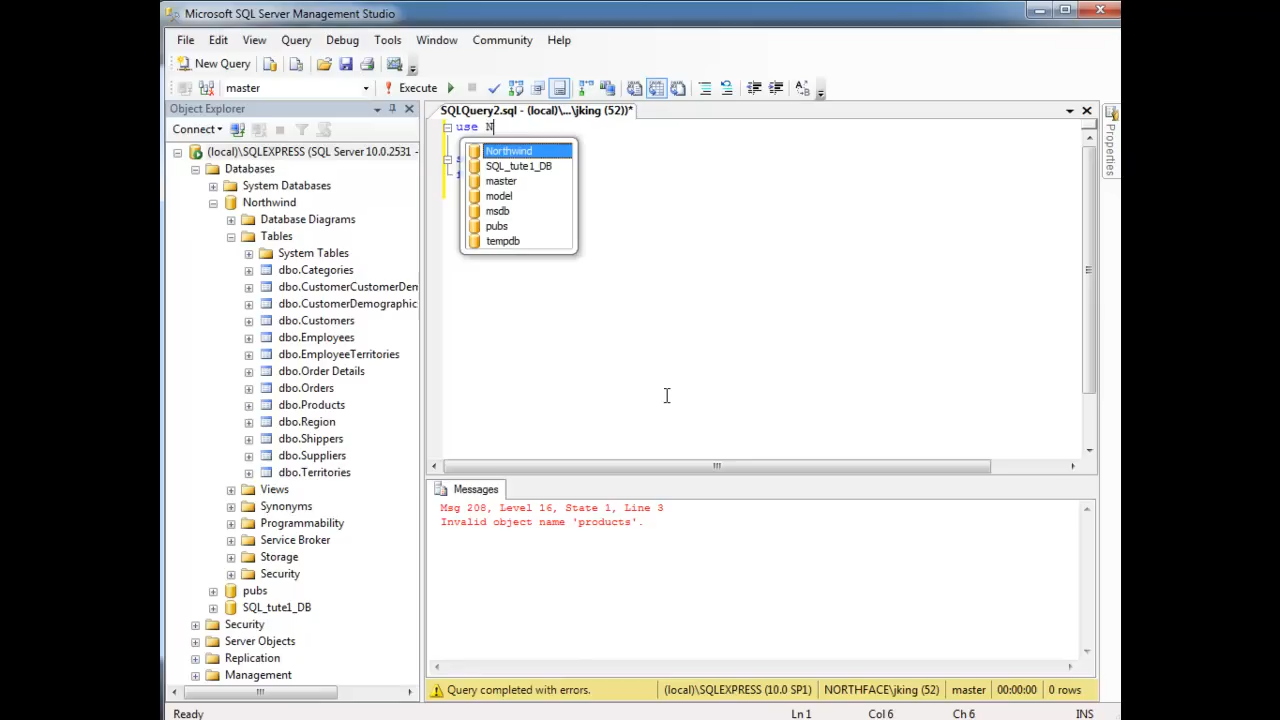 Microsoft SQL Server Management Studio
File Edit View Query Debug Tools Window Community Help
New Query
master
Execute
Object Explorer
Connect
(local)\SQLEXPRESS (SQL Server 10.0.2531 -
Databases
System Databases
Northwind
Database Diagrams
Tables
System Tables
dbo.Categories
dbo.CustomerCustomerDem
dbo.CustomerDemographic
dbo.Customers
dbo.Employees
dbo.EmployeeTerritories
dbo.Order Details
dbo.Orders
dbo.Products
dbo.Region
dbo.Shippers
dbo.Suppliers
dbo.Territories
Views
Synonyms
Programmability
Service Broker
Storage
Security
pubs
SQL_tute1_DB
Security
Server Objects
Replication
Management
SQLQuery2.sql - (local)\...\jking (52))*
use N
Northwind
SQL_tute1_DB
master
model
msdb
pubs
tempdb
Messages
Msg 208, Level 16, State 1, Line 3
Invalid object name 'products'.
Query completed with errors. (local)\SQLEXPRESS (10.0 SP1) NORTHFACE\jking (52) master 00:00:00 0 rows
Properties
Ready Ln 1 Col 6 Ch 6 INS